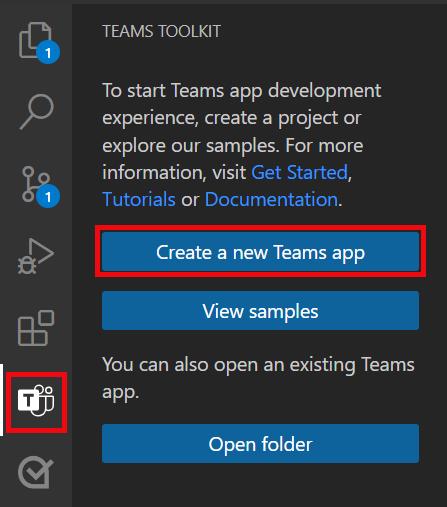 TEAMS TOOLKIT
1
To start Teams app development
experience, create a project or
explore our samples. For more
information, visit Get Started,
Tutorials or Documentation.
1
Create a new Teams app
View samples
You can also open an existing Teams
app.
T
Open folder